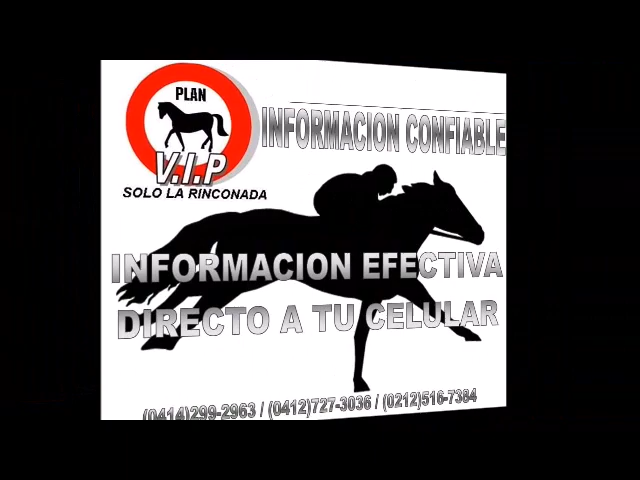 PLAN
V.I.P
SOLO LA RINCONADA
INFORMACION CONFIABLE
INFORMACION EFECTIVA
DIRECTO A TU CELULAR
(0414)299-2963 / (0412)727-3036 / (0212)516-7384